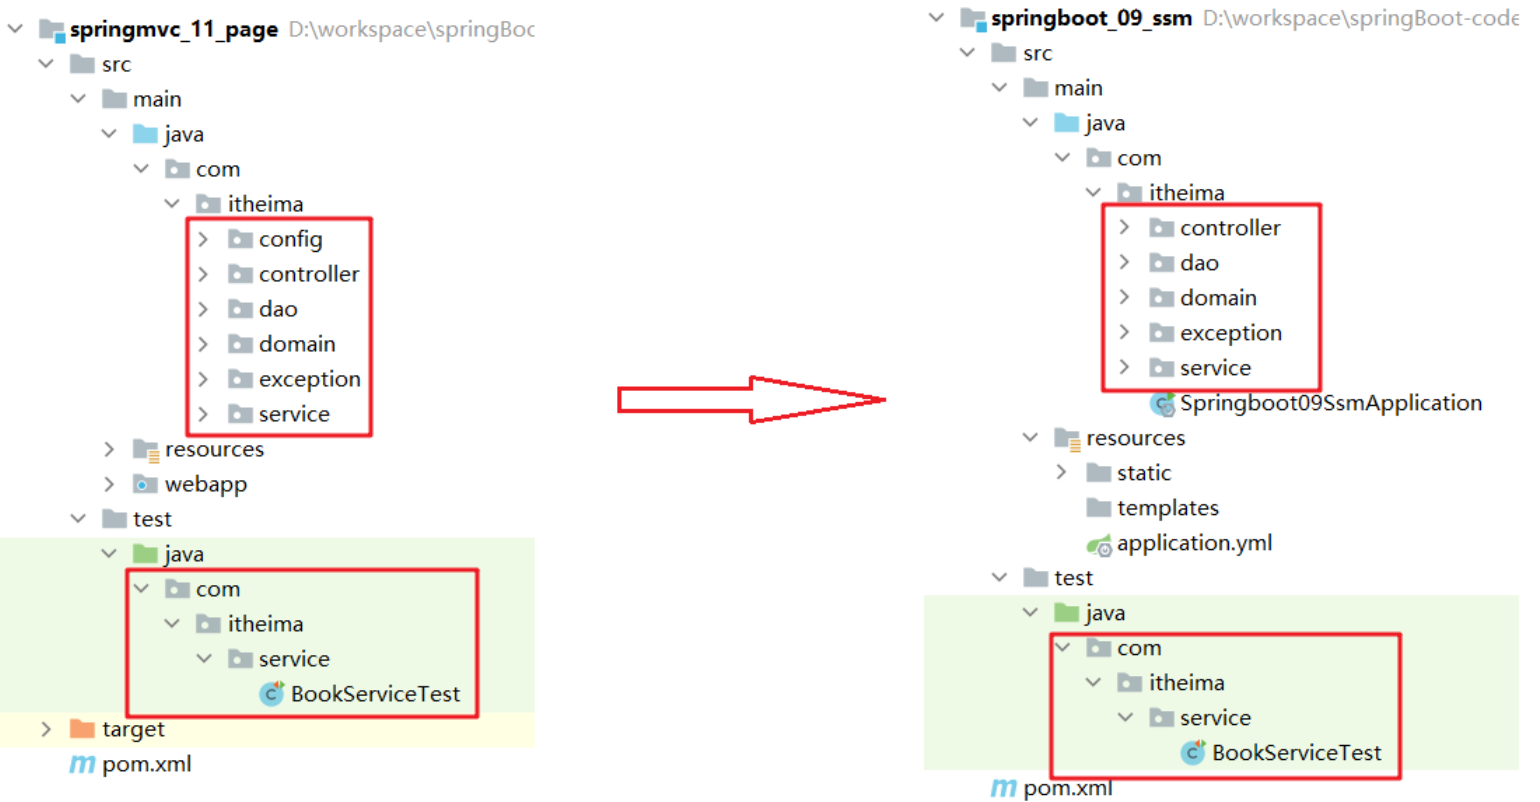 springmvc_11_page D:\workspace\springBoc
src
main
java
com
itheima
config
controller
dao
domain
exception
service
resources
webapp
test
java
com
itheima
service
BookServiceTest
target
pom.xml
springboot_09_ssm D:\workspace\springBoot-code
src
main
java
com
itheima
controller
dao
domain
exception
service
Springboot09SsmApplication
resources
static
templates
application.yml
test
java
com
itheima
service
BookServiceTest
pom.xml